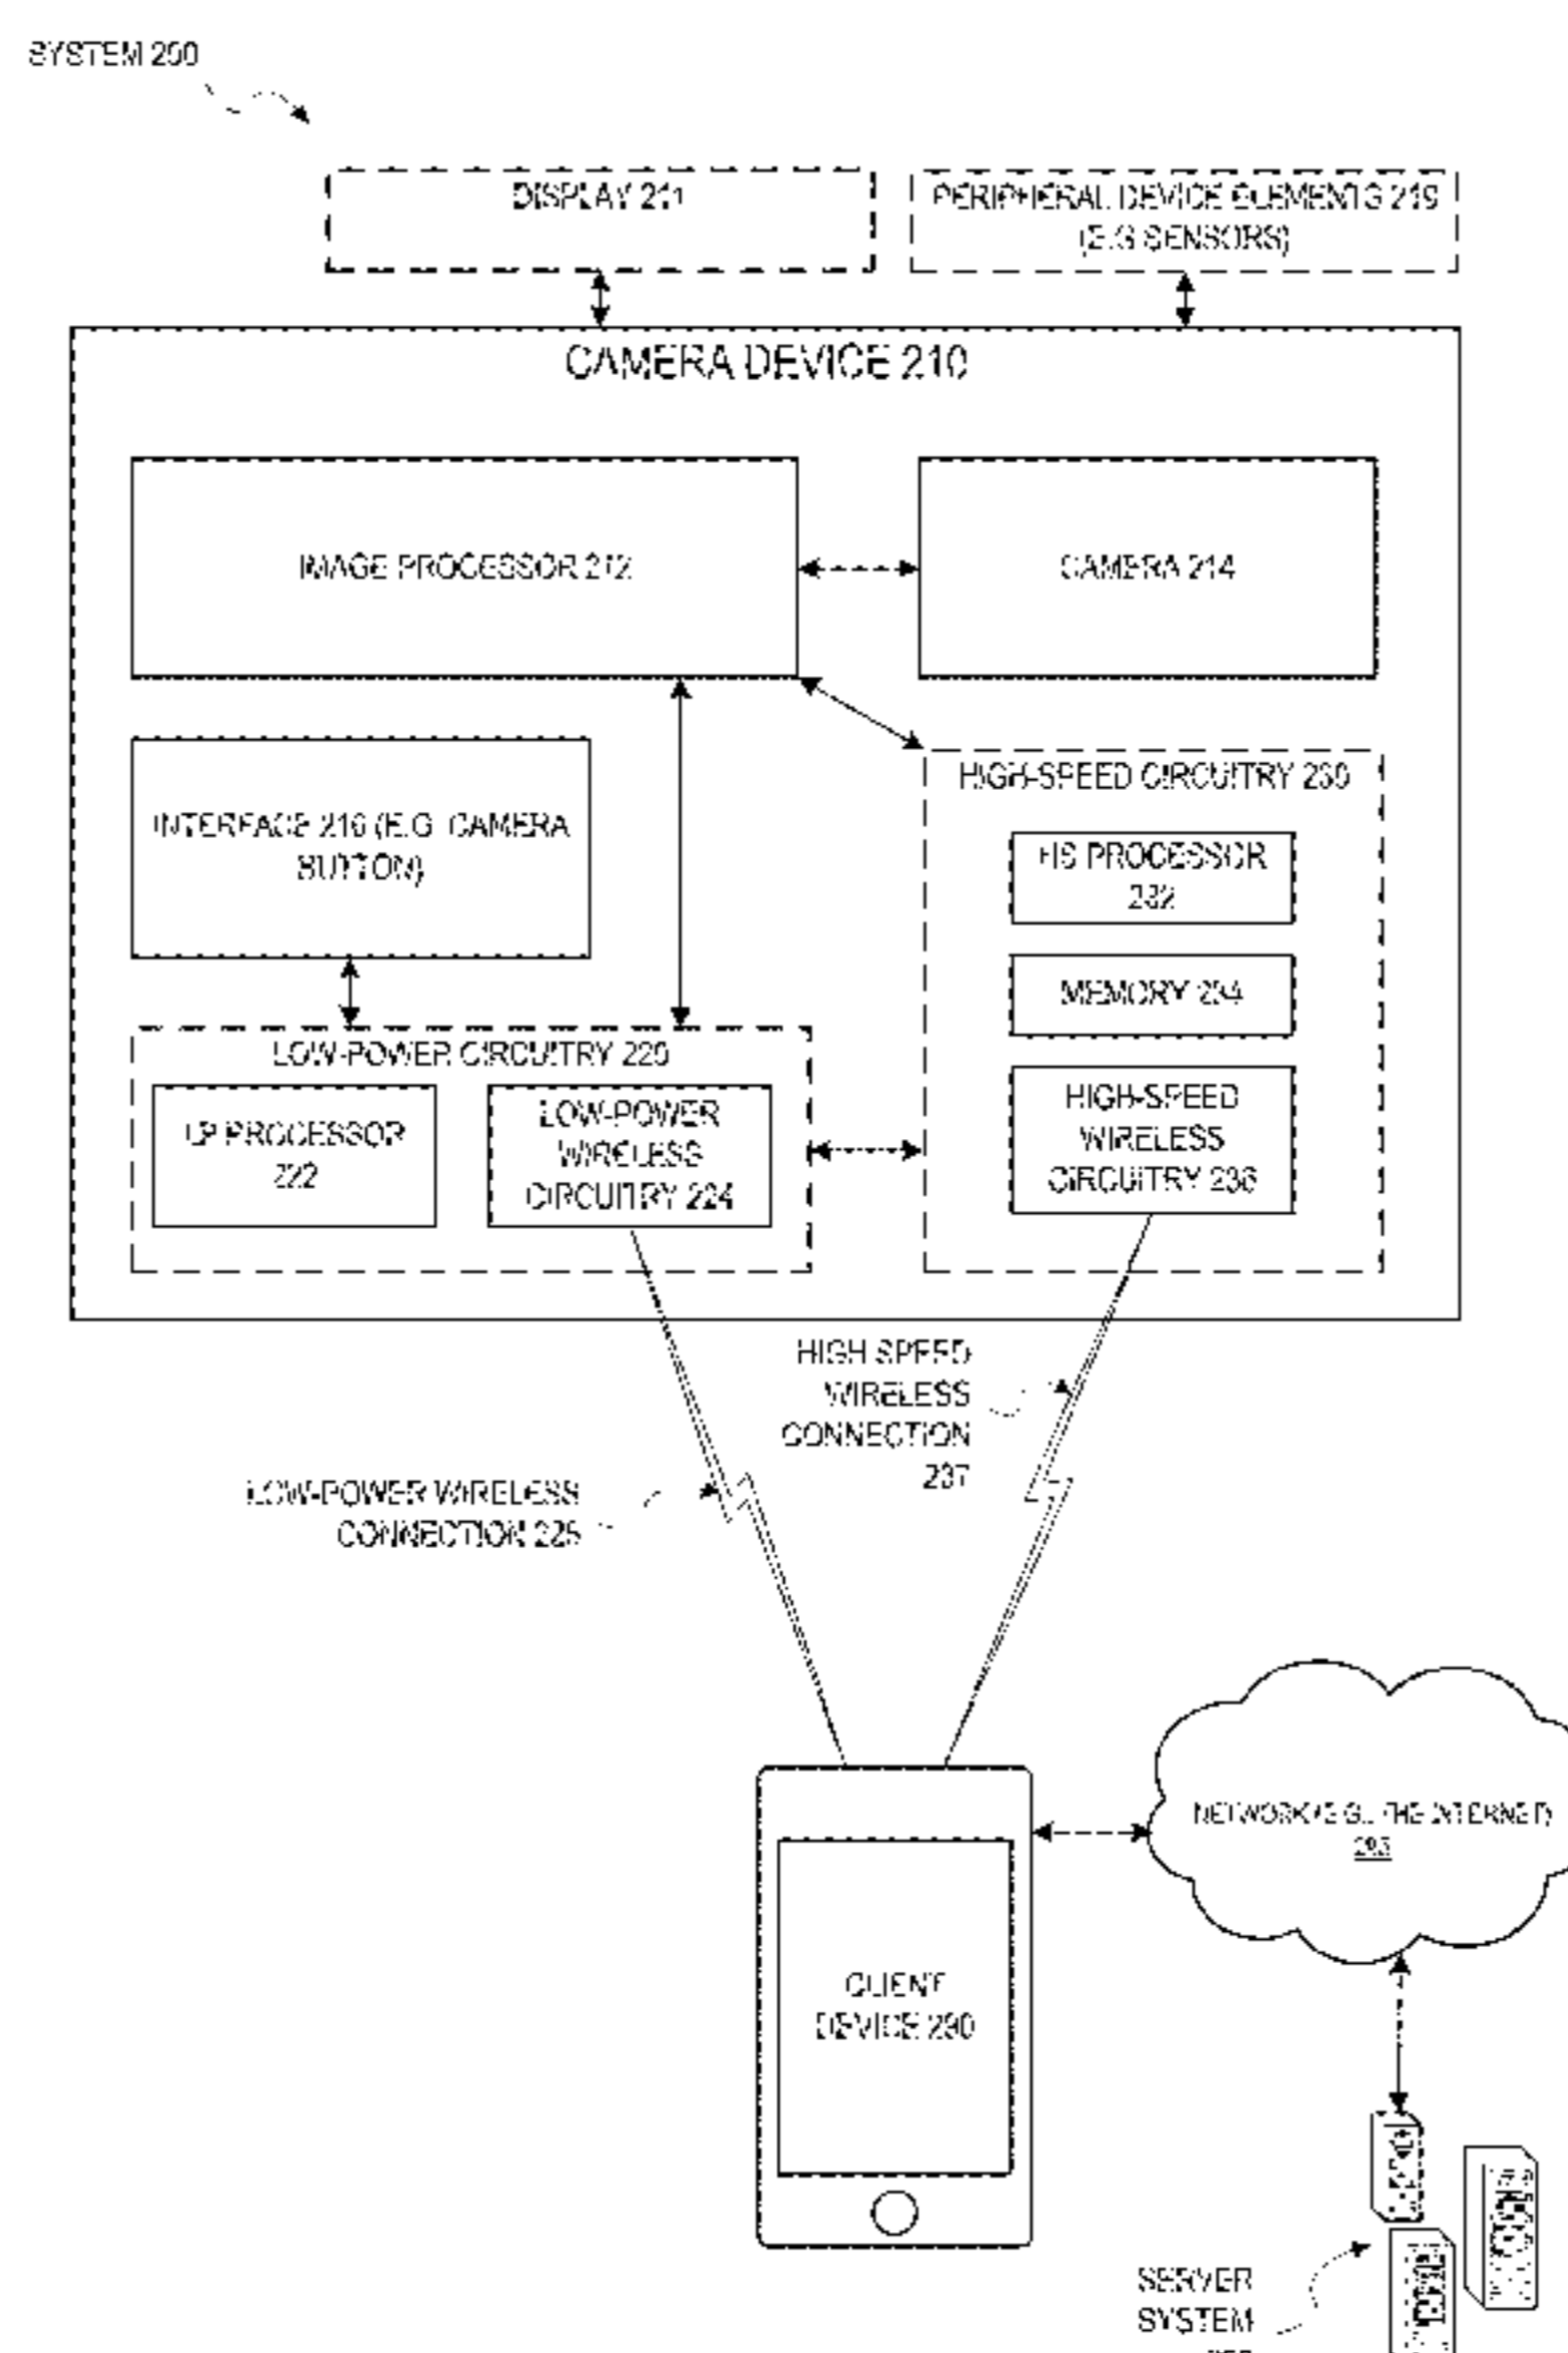 SYSTEM 200
DISPLAY 211
PERIPHERAL DEVICE ELEMENTS 219
(E.G SENSORS)
CAMERA DEVICE 210
IMAGE PROCESSOR 212
CAMERA 214
INTERFACE 216 (E.G. CAMERA
BUTTON)
HIGH-SPEED CIRCUITRY 230
HS PROCESSOR
232
MEMORY 234
HIGH-SPEED
WIRELESS
CIRCUITRY 236
LOW-POWER CIRCUITRY 220
LP PROCESSOR
222
LOW-POWER
WIRELESS
CIRCUITRY 224
HIGH SPEED
WIRELESS
CONNECTION
237
LOW-POWER WIRELESS
CONNECTION 225
NETWORK (E.G., THE INTERNET)
295
CLIENT
DEVICE 290
SERVER
SYSTEM